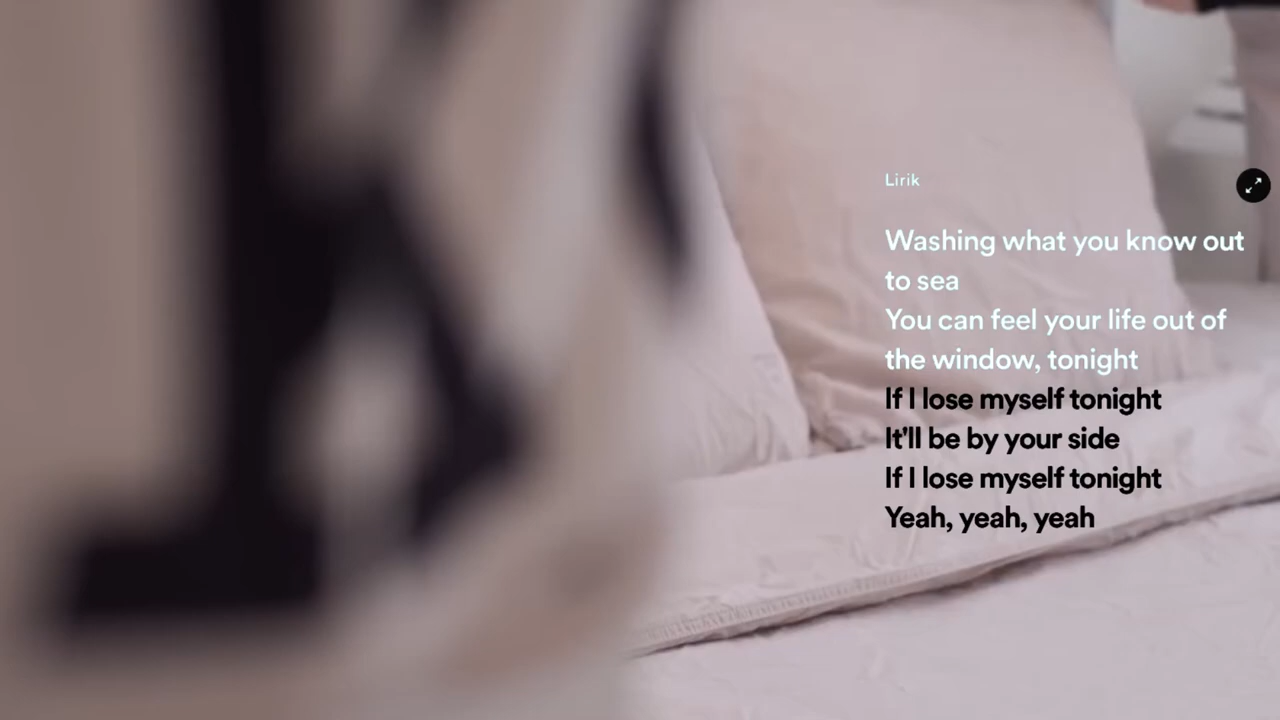 Lirik
Washing what you know out
to sea
You can feel your life out of
the window, tonight
If I lose myself tonight
It'll be by your side
If I lose myself tonight
Yeah, yeah, yeah